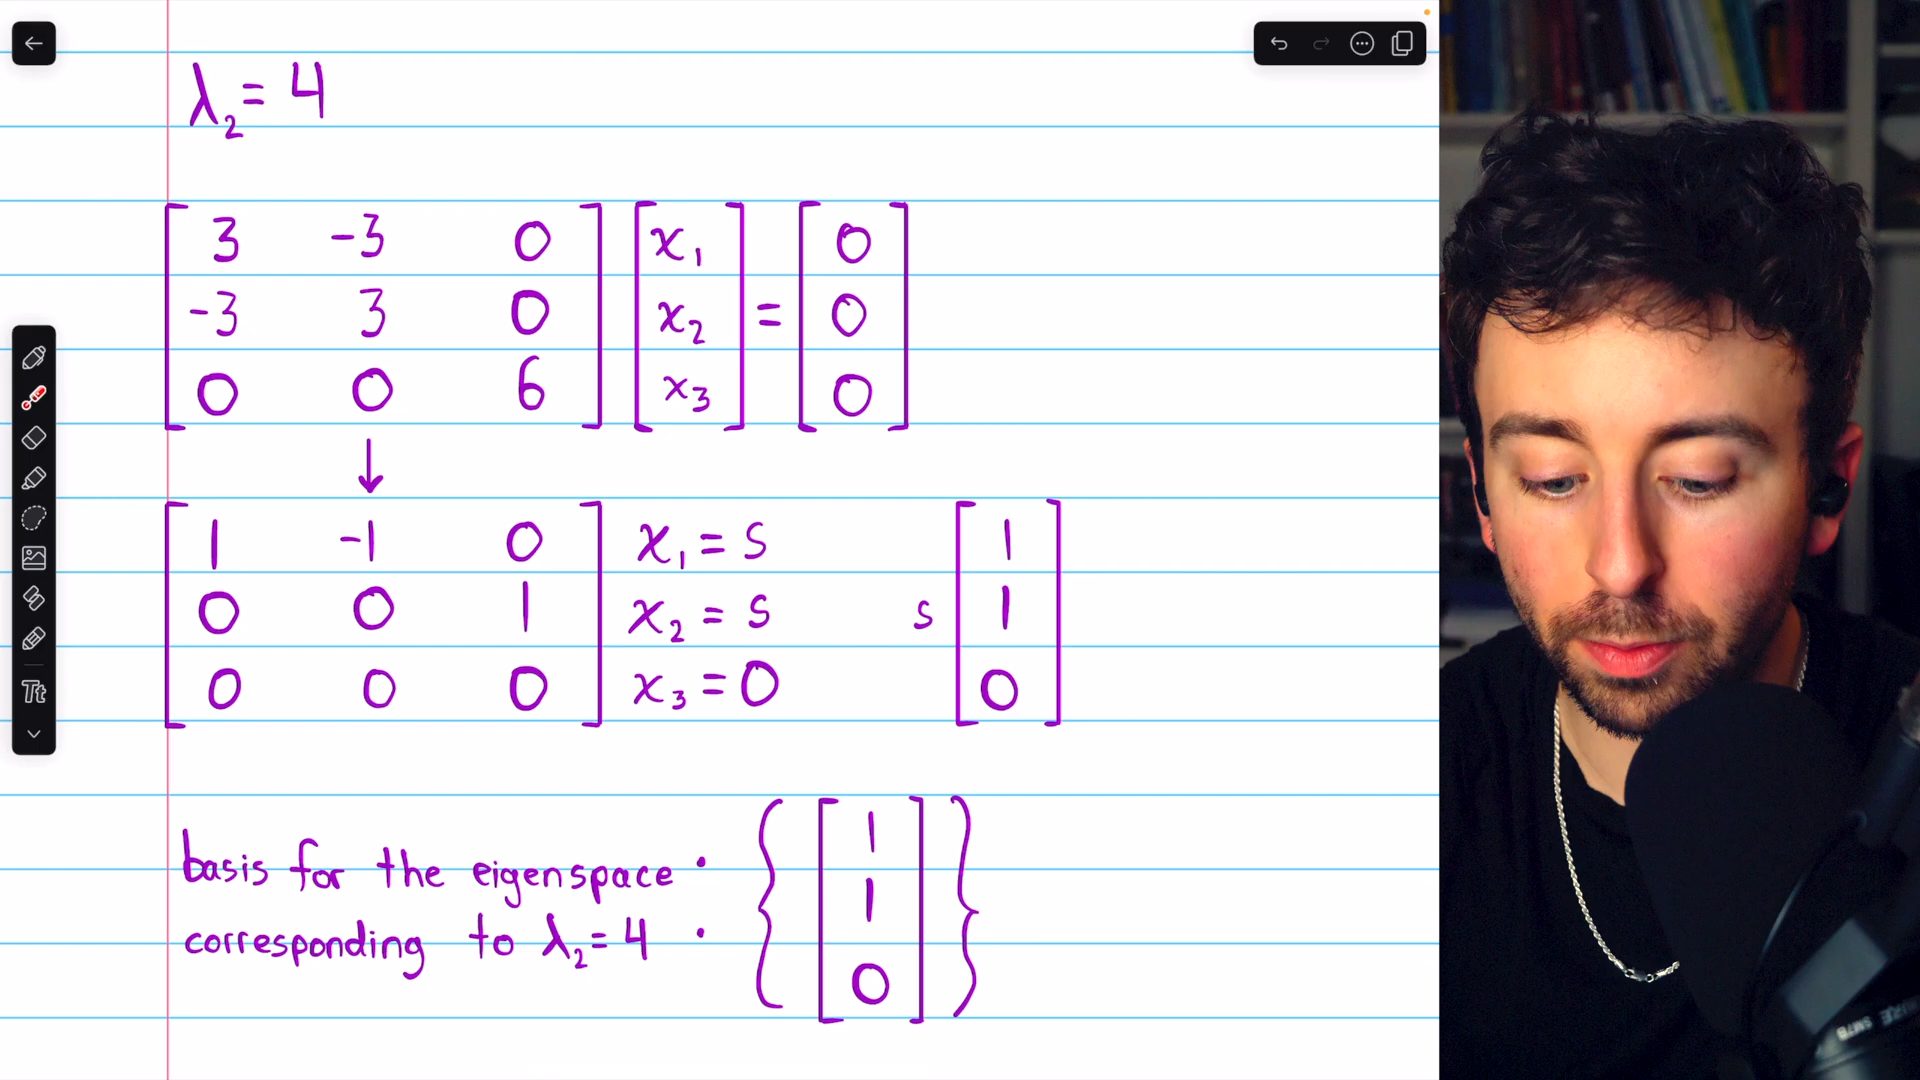 λ₂ = 4
[ 3 -3 0 ] [ x₁ ] [ 0 ]
[ -3 3 0 ] [ x₂ ] = [ 0 ]
[ 0 0 6 ] [ x₃ ] [ 0 ]
↓
[ 1 -1 0 ] x₁ = s [ 1 ]
[ 0 0 1 ] x₂ = s s [ 1 ]
[ 0 0 0 ] x₃ = 0 [ 0 ]
basis for the eigenspace
corresponding to λ₂ = 4 : { [ 1 1 0 ] }
Tt
SM7B